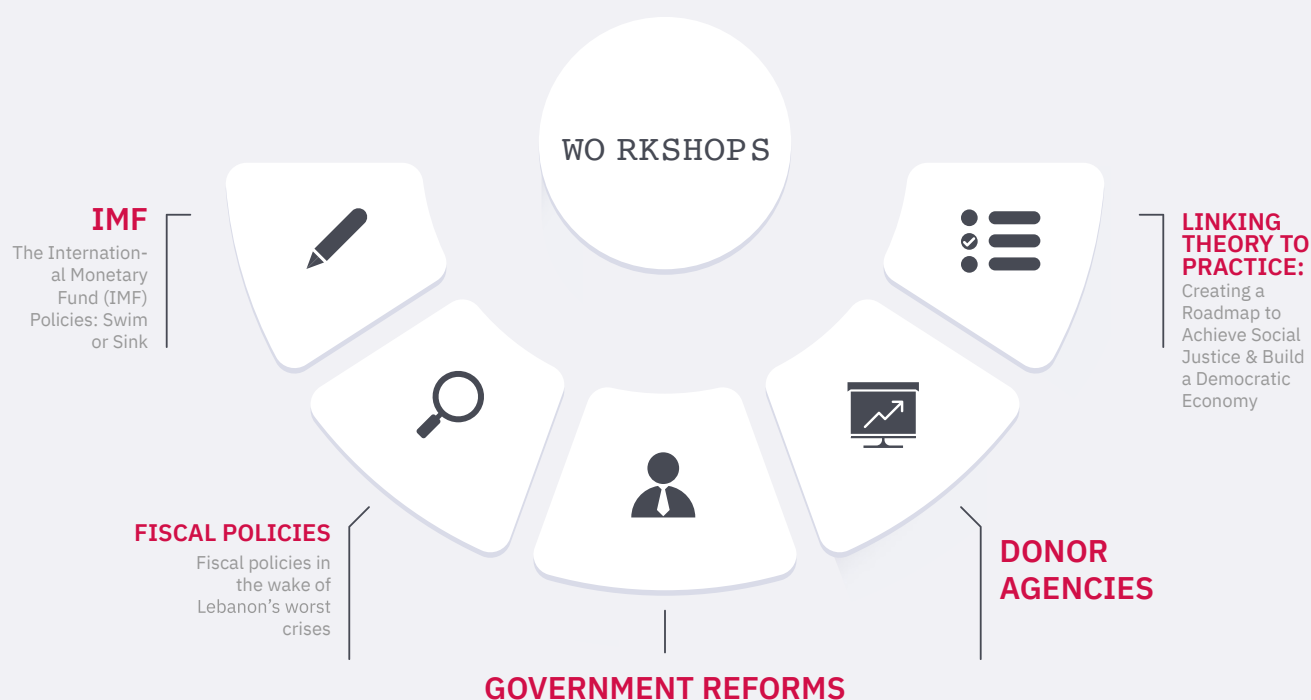 WO RKSHOPS
IMF
The Internation-
al Monetary
Fund (IMF)
Policies: Swim
or Sink
FISCAL POLICIES
Fiscal policies in
the wake of
Lebanon’s worst
crises
GOVERNMENT REFORMS
DONOR
AGENCIES
LINKING
THEORY TO
PRACTICE:
Creating a
Roadmap to
Achieve Social
Justice & Build
a Democratic
Economy